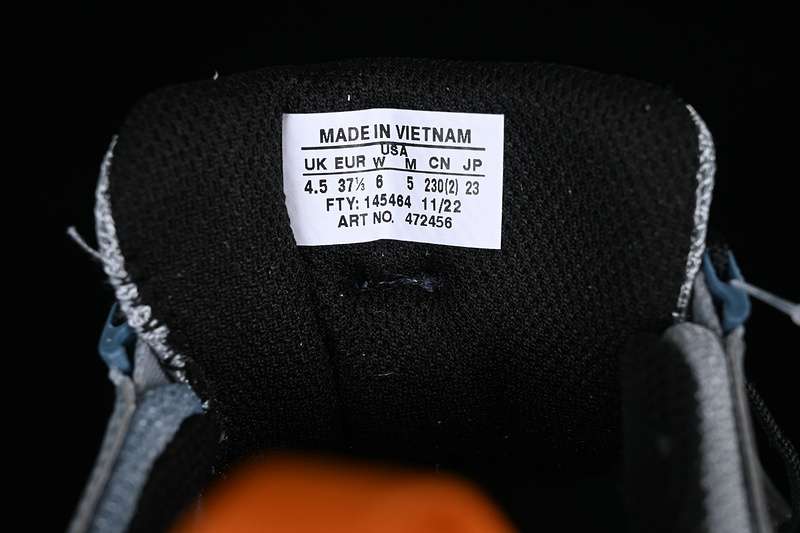 MADE IN VIETNAM
USA
UK EUR W M CN JP
4.5 37⅓ 6 5 230(2) 23
FTY: 145464 11/22
ART NO. 472456